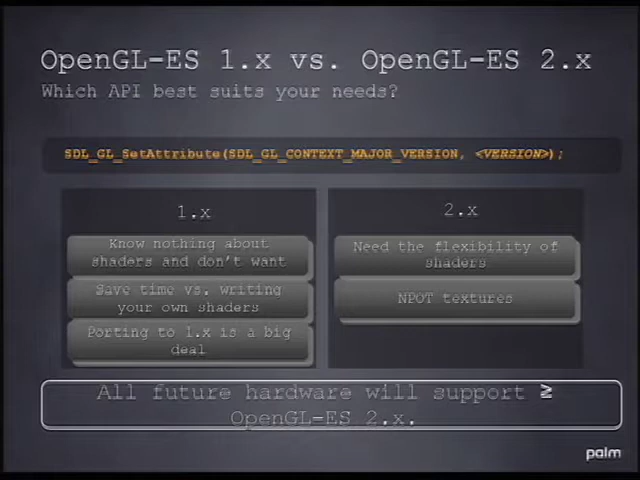 OpenGL-ES 1.x vs. OpenGL-ES 2.x
Which API best suits your needs?
SDL_GL_SetAttribute(SDL_GL_CONTEXT_MAJOR_VERSION, <VERSION>);
1.x
Know nothing about
shaders and don't want
Save time vs. writing
your own shaders
Porting to 1.x is a big
deal
2.x
Need the flexibility of
shaders
NPOT textures
All future hardware will support ≥
OpenGL-ES 2.x.
palm